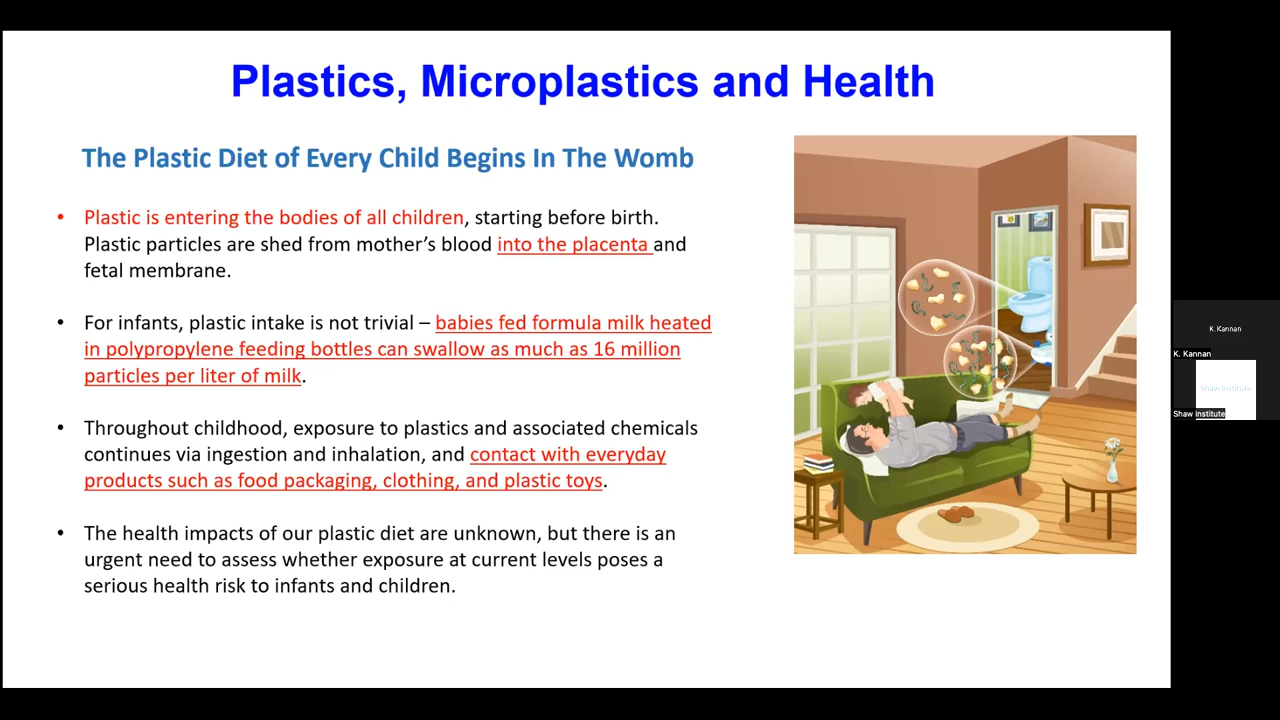 Plastics, Microplastics and Health
The Plastic Diet of Every Child Begins In The Womb
• Plastic is entering the bodies of all children, starting before birth.
Plastic particles are shed from mother’s blood into the placenta and
fetal membrane.
• For infants, plastic intake is not trivial – babies fed formula milk heated
in polypropylene feeding bottles can swallow as much as 16 million
particles per liter of milk.
• Throughout childhood, exposure to plastics and associated chemicals
continues via ingestion and inhalation, and contact with everyday
products such as food packaging, clothing, and plastic toys.
• The health impacts of our plastic diet are unknown, but there is an
urgent need to assess whether exposure at current levels poses a
serious health risk to infants and children.
K. Kannan
K. Kannan
Shaw Institute
Shaw Institute